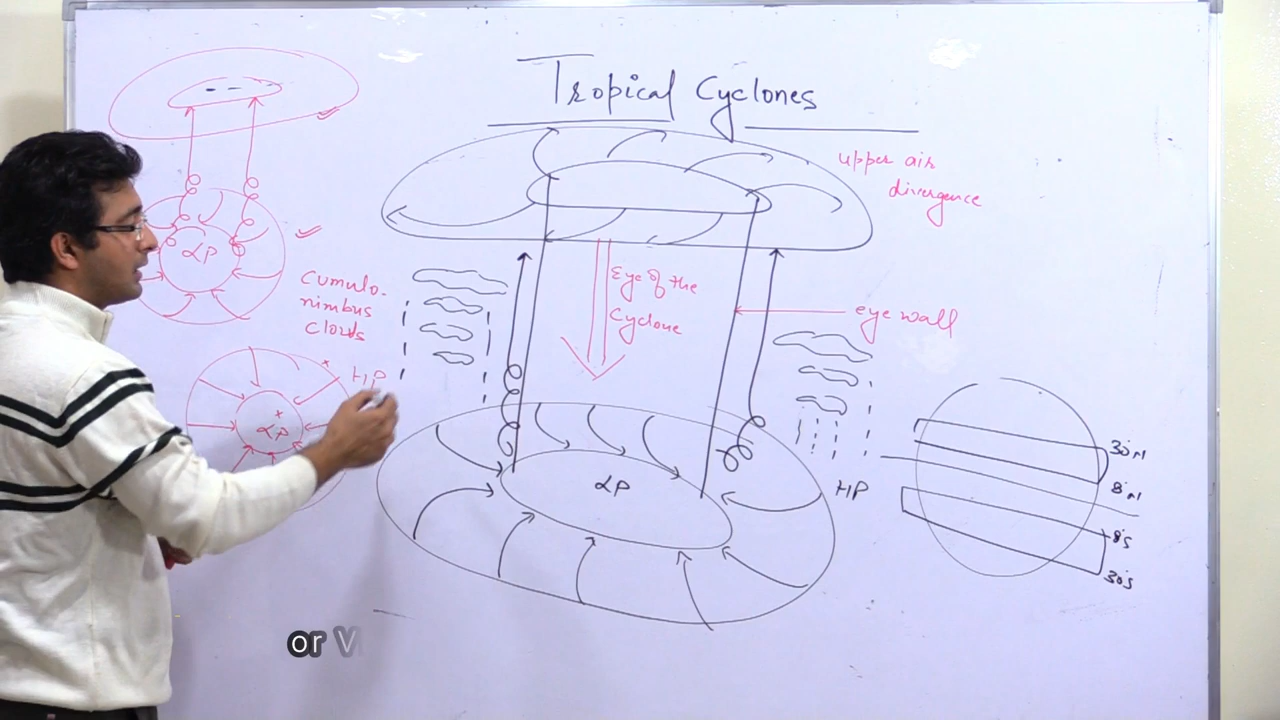 Tropical Cyclones
upper air
divergence
LP
Cumulo-
nimbus
Clouds
Eye of the
Cyclone
eye wall
HP
LP
LP
HP
30°N
8°N
8°S
30°S
or